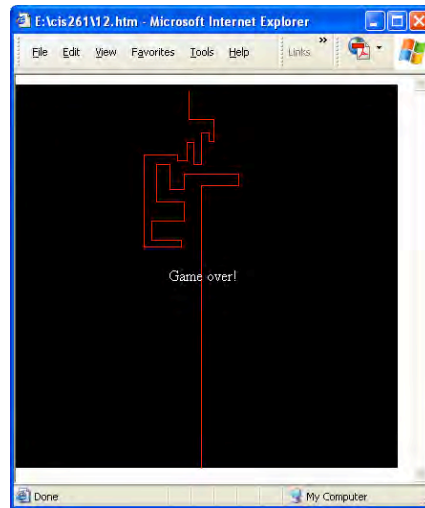 E:\cis261\12.htm - Microsoft Internet Explorer
File Edit View Favorites Tools Help Links »
Game over!
Done My Computer